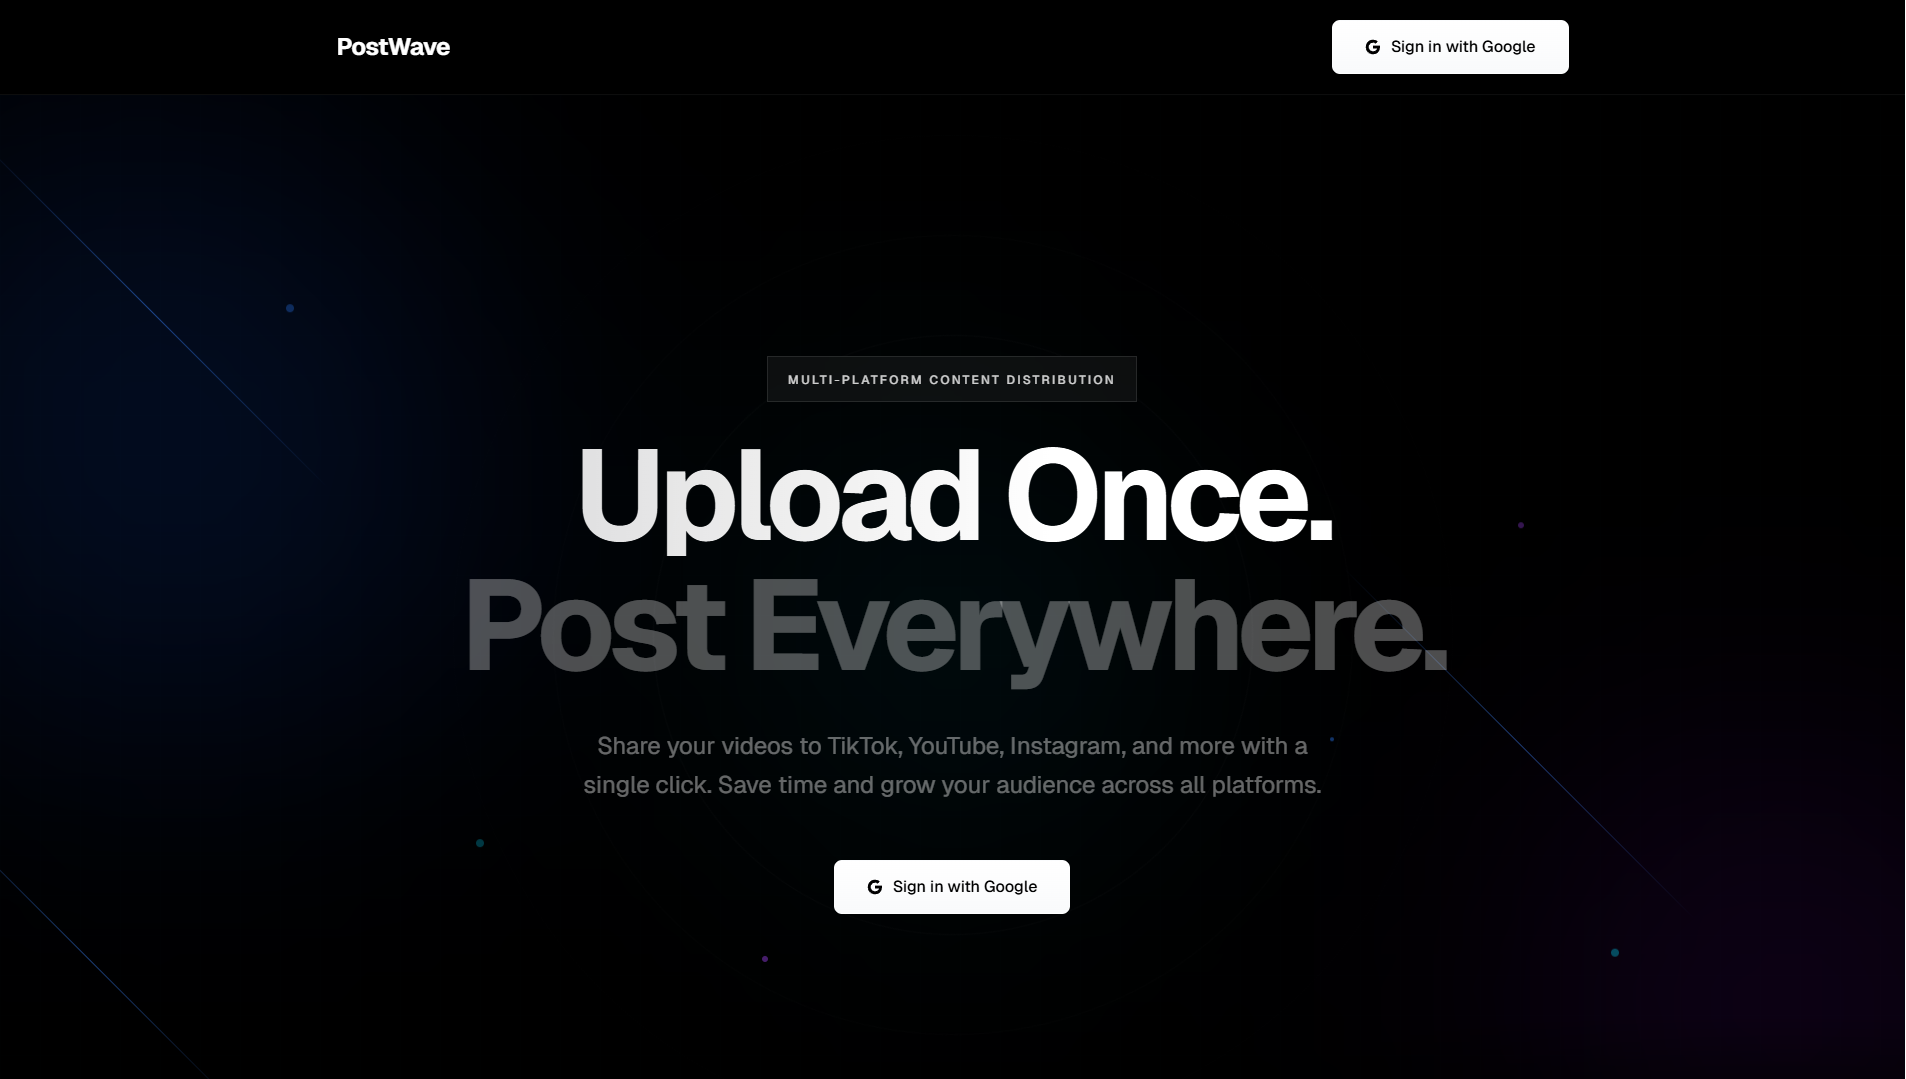 PostWave
Sign in with Google
MULTI-PLATFORM CONTENT DISTRIBUTION
Upload Once.
Post Everywhere.
Share your videos to TikTok, YouTube, Instagram, and more with a
single click. Save time and grow your audience across all platforms.
Sign in with Google